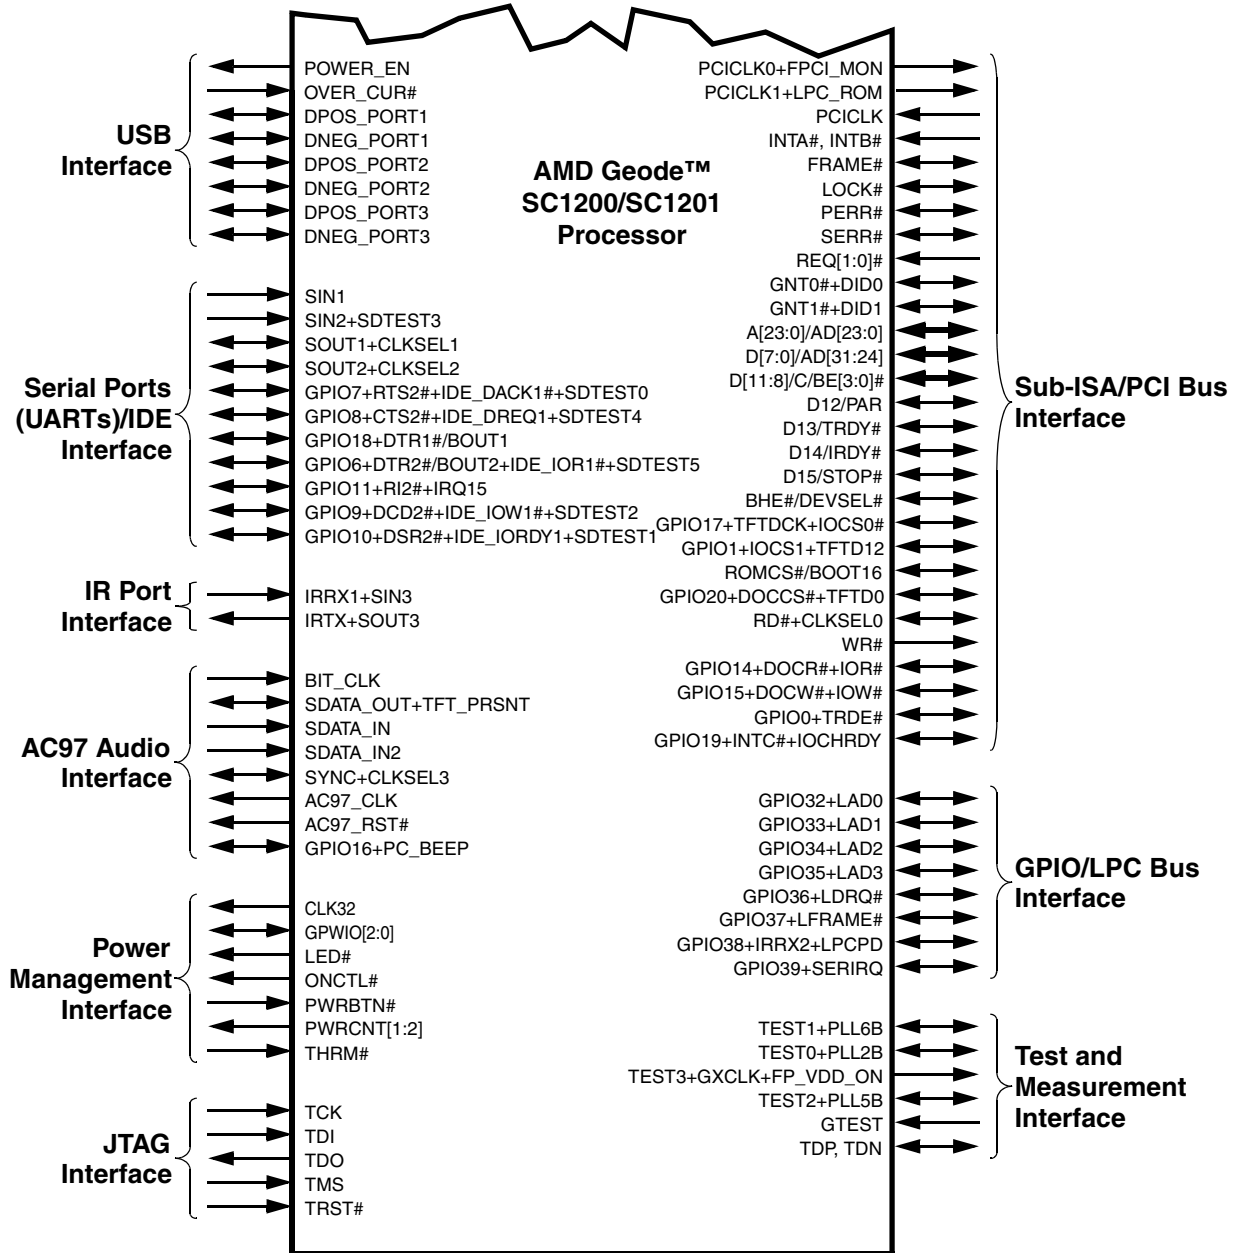 AMD Geode™
SC1200/SC1201
Processor
USB
Interface
POWER_EN
OVER_CUR#
DPOS_PORT1
DNEG_PORT1
DPOS_PORT2
DNEG_PORT2
DPOS_PORT3
DNEG_PORT3
Serial Ports
(UARTs)/IDE
Interface
SIN1
SIN2+SDTEST3
SOUT1+CLKSEL1
SOUT2+CLKSEL2
GPIO7+RTS2#+IDE_DACK1#+SDTEST0
GPIO8+CTS2#+IDE_DREQ1+SDTEST4
GPIO18+DTR1#/BOUT1
GPIO6+DTR2#/BOUT2+IDE_IOR1#+SDTEST5
GPIO11+RI2#+IRQ15
GPIO9+DCD2#+IDE_IOW1#+SDTEST2
GPIO10+DSR2#+IDE_IORDY1+SDTEST1
IR Port
Interface
IRRX1+SIN3
IRTX+SOUT3
AC97 Audio
Interface
BIT_CLK
SDATA_OUT+TFT_PRSNT
SDATA_IN
SDATA_IN2
SYNC+CLKSEL3
AC97_CLK
AC97_RST#
GPIO16+PC_BEEP
Power
Management
Interface
CLK32
GPWIO[2:0]
LED#
ONCTL#
PWRBTN#
PWRCNT[1:2]
THRM#
JTAG
Interface
TCK
TDI
TDO
TMS
TRST#
PCICLK0+FPCI_MON
PCICLK1+LPC_ROM
PCICLK
INTA#, INTB#
FRAME#
LOCK#
PERR#
SERR#
REQ[1:0]#
GNT0#+DID0
GNT1#+DID1
A[23:0]/AD[23:0]
D[7:0]/AD[31:24]
D[11:8]/C/BE[3:0]#
D12/PAR
D13/TRDY#
D14/IRDY#
D15/STOP#
BHE#/DEVSEL#
GPIO17+TFTDCK+IOCS0#
GPIO1+IOCS1+TFTD12
ROMCS#/BOOT16
GPIO20+DOCCS#+TFTD0
RD#+CLKSEL0
WR#
GPIO14+DOCR#+IOR#
GPIO15+DOCW#+IOW#
GPIO0+TRDE#
GPIO19+INTC#+IOCHRDY
Sub-ISA/PCI Bus
Interface
GPIO32+LAD0
GPIO33+LAD1
GPIO34+LAD2
GPIO35+LAD3
GPIO36+LDRQ#
GPIO37+LFRAME#
GPIO38+IRRX2+LPCPD
GPIO39+SERIRQ
GPIO/LPC Bus
Interface
TEST1+PLL6B
TEST0+PLL2B
TEST3+GXCLK+FP_VDD_ON
TEST2+PLL5B
GTEST
TDP, TDN
Test and
Measurement
Interface